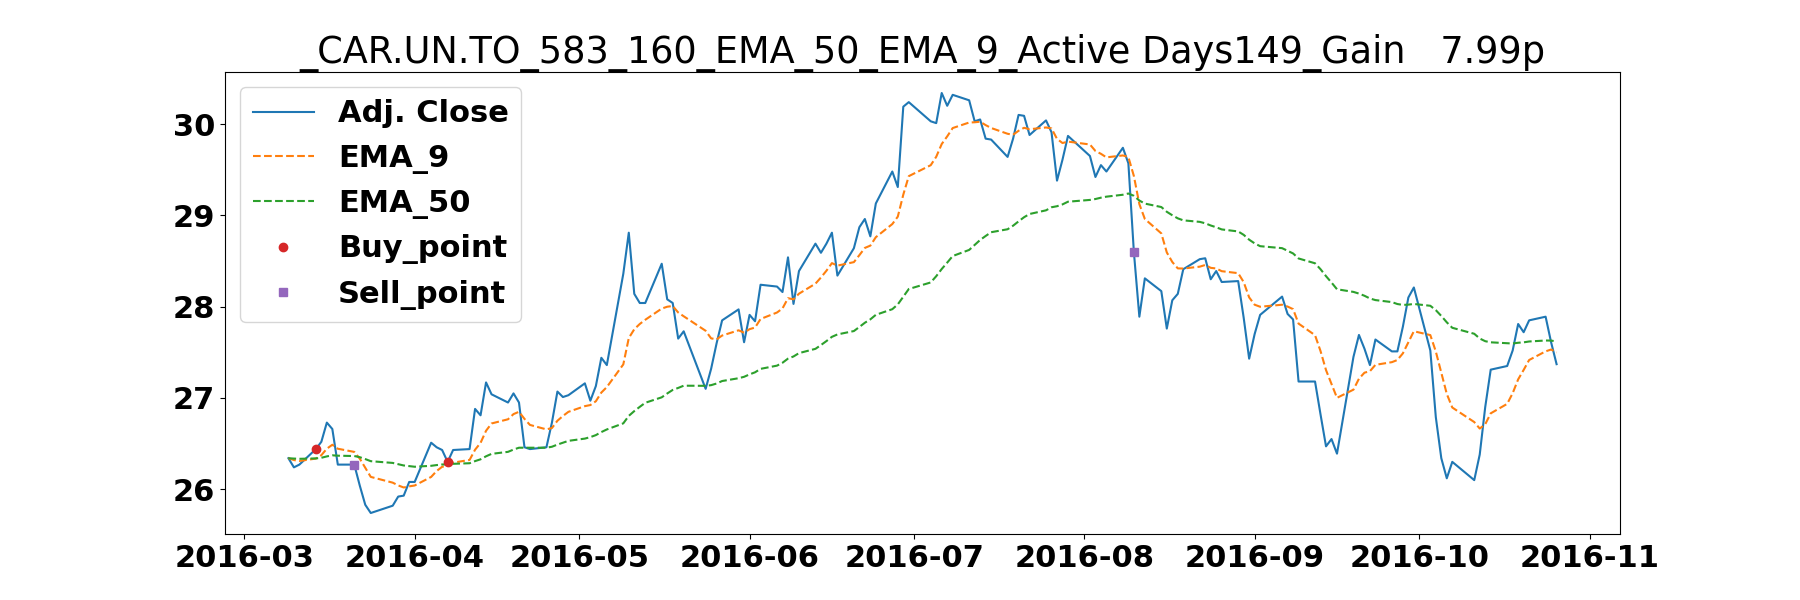 _CAR.UN.TO_583_160_EMA_50_EMA_9_Active Days149_Gain   7.99p
Adj. Close
EMA_9
EMA_50
Buy_point
Sell_point
30
29
28
27
26
2016-03 2016-04 2016-05 2016-06 2016-07 2016-08 2016-09 2016-10 2016-11